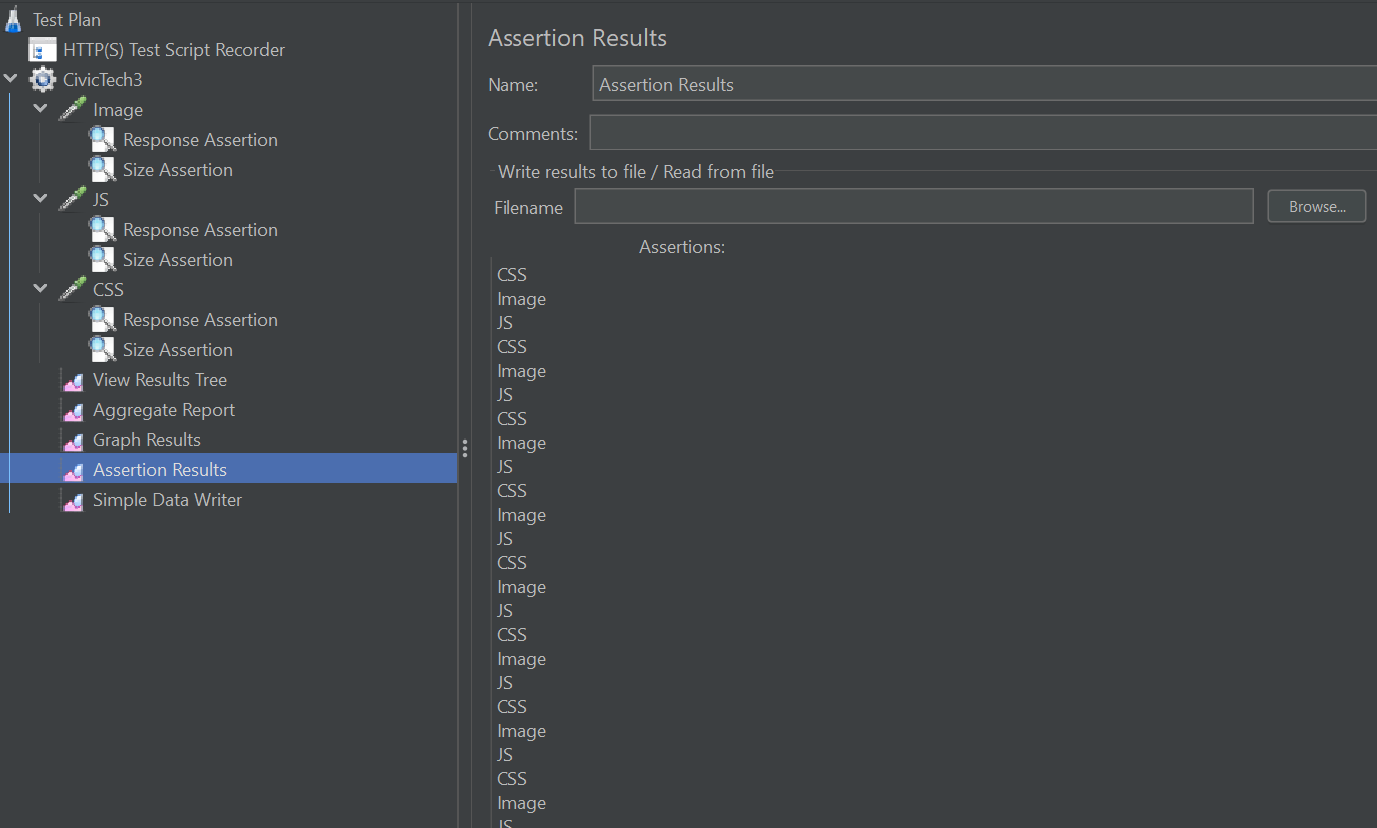 Test Plan
HTTP(S) Test Script Recorder
CivicTech3
Image
Response Assertion
Size Assertion
JS
Response Assertion
Size Assertion
CSS
Response Assertion
Size Assertion
View Results Tree
Aggregate Report
Graph Results
Assertion Results
Simple Data Writer
Assertion Results
Name: Assertion Results
Comments:
Write results to file / Read from file
Filename Browse...
Assertions:
CSS
Image
JS
CSS
Image
JS
CSS
Image
JS
CSS
Image
JS
CSS
Image
JS
CSS
Image
JS
CSS
Image
JS
CSS
Image
JS